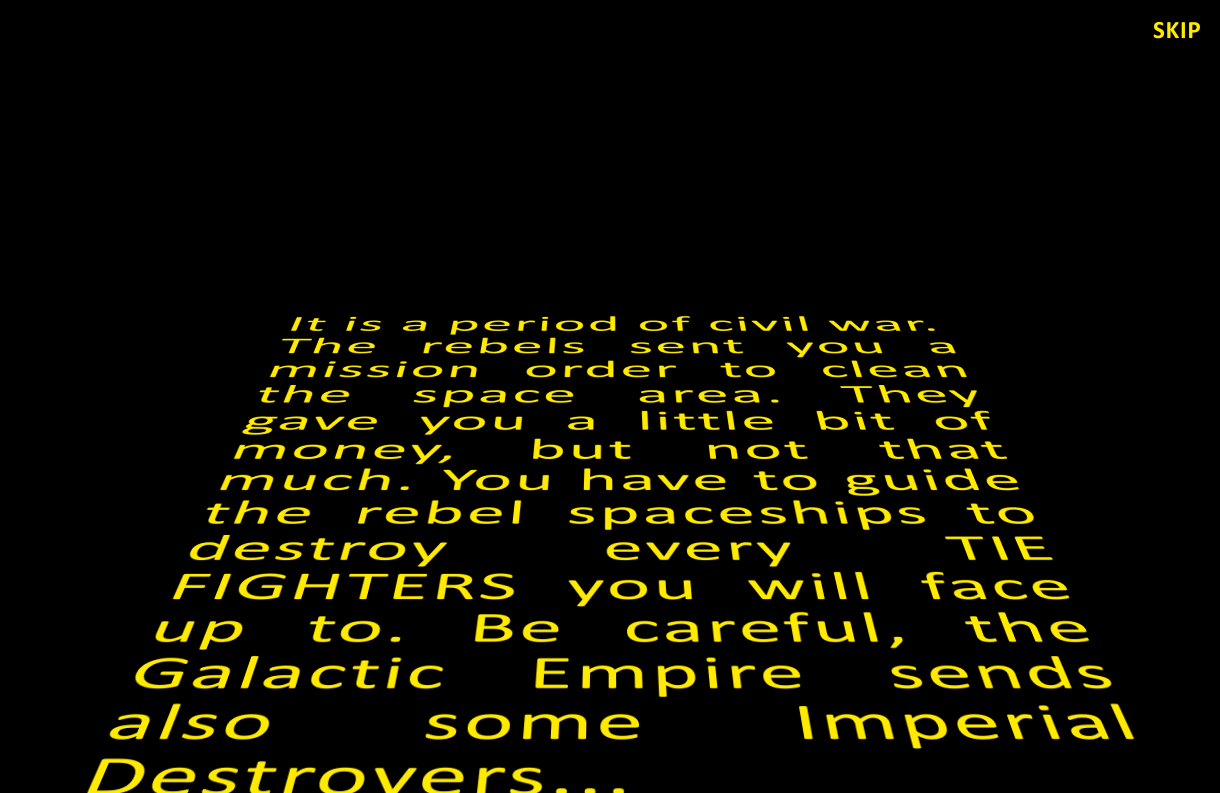 SKIP
It is a period of civil war.
The rebels sent you a
mission order to clean
the space area. They
gave you a little bit of
money, but not that
much. You have to guide
the rebel spaceships to
destroy every TIE
FIGHTERS you will face
up to. Be careful, the
Galactic Empire sends
also some Imperial
Destroyers...